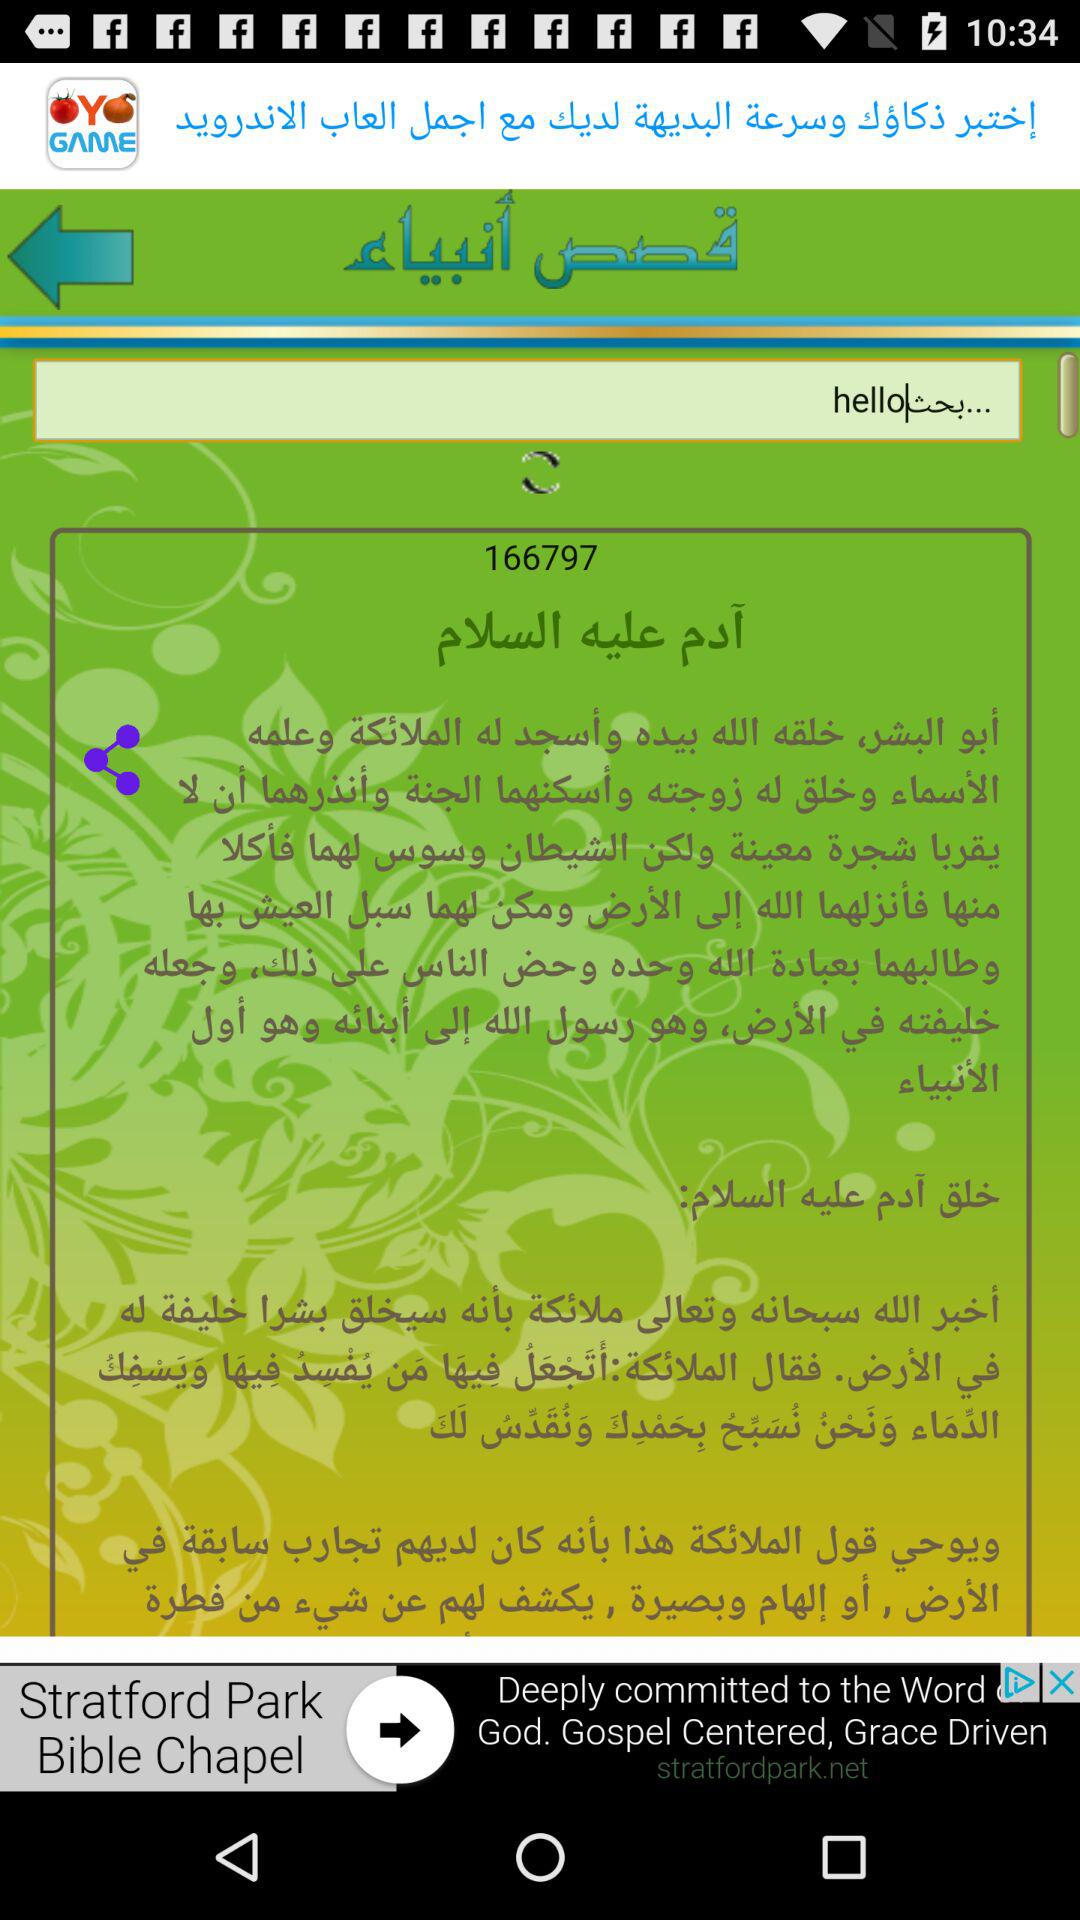 10:34
OYO
GAME
إختبر ذكاؤك وسرعة البديهة لديك مع اجمل العاب الاندرويد
قصص أنبياء
helloبحث...
166797
آدم عليه السلام
أبو البشر، خلقه الله بيده وأسجد له الملائكة وعلمه
الأسماء وخلق له زوجته وأسكنهما الجنة وأنذرهما أن لا
يقربا شجرة معينة ولكن الشيطان وسوس لهما فأكلا
منها فأنزلهما الله إلى الأرض ومكن لهما سبل العيش بها
وطالبهما بعبادة الله وحده وحض الناس على ذلك، وجعله
خليفته في الأرض، وهو رسول الله إلى أبنائه وهو أول
الأنبياء
خلق آدم عليه السلام:
أخبر الله سبحانه وتعالى ملائكة بأنه سيخلق بشرا خليفة له
في الأرض. فقال الملائكة:أَتَجْعَلُ فِيهَا مَن يُفْسِدُ فِيهَا وَيَسْفِكُ
الدِّمَاء وَنَحْنُ نُسَبِّحُ بِحَمْدِكَ وَنُقَدِّسُ لَكَ
ويوحي قول الملائكة هذا بأنه كان لديهم تجارب سابقة في
الأرض , أو إلهام وبصيرة , يكشف لهم عن شيء من فطرة
Stratford Park
Bible Chapel
Deeply committed to the Word
God. Gospel Centered, Grace Driven
stratfordpark.net